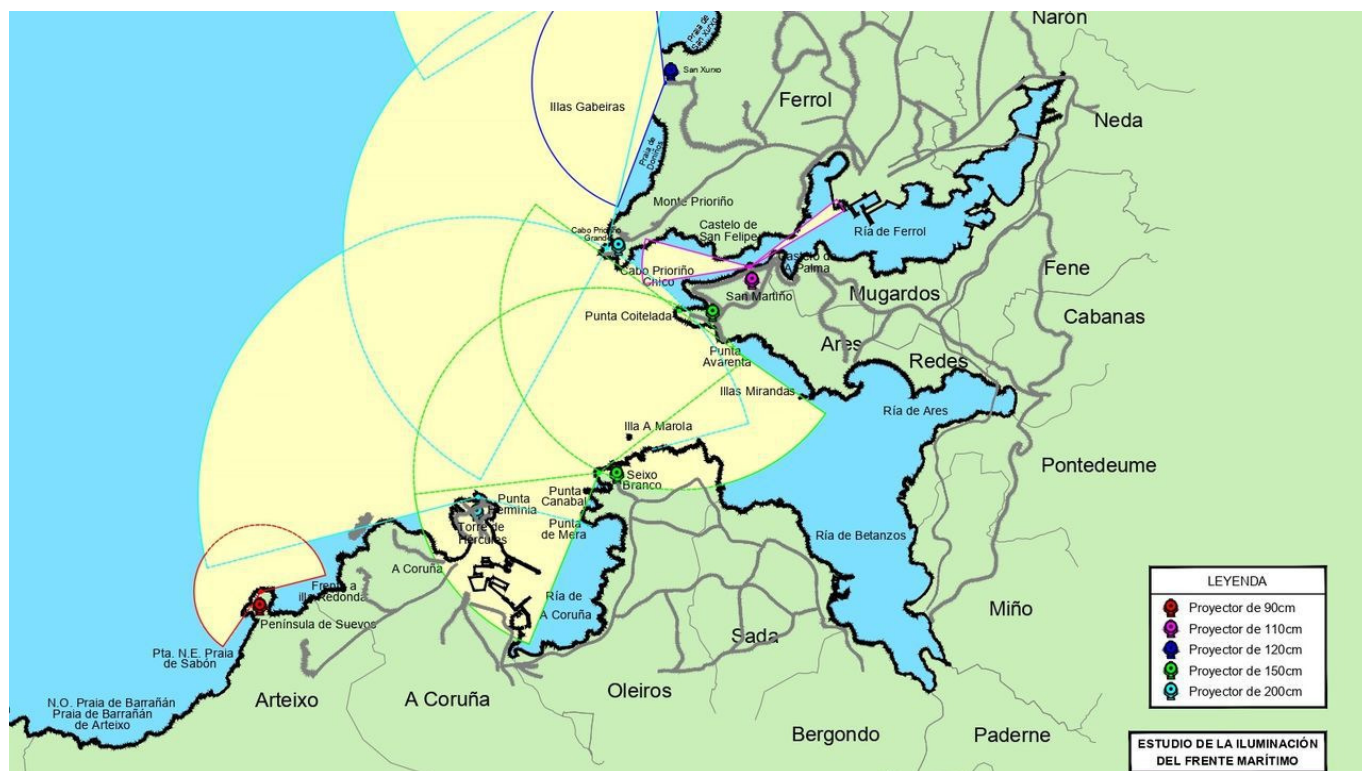 Narón
Praia de
San Xurxo
San Xurxo
Ferrol
Illas Gabeiras
Neda
Praia de
Doniños
Monte Prioriño
Castelo de
San Felipe
Cabo Prioriño
Grande
Ría de Ferrol
Castelo de
A Palma
Cabo Prioriño
Chico
Fene
San Martiño
Mugardos
Punta Coitelada
Cabanas
Ares
Punta
Avarenta
Redes
Illas Mirandas
Ría de Ares
Illa A Marola
Pontedeume
Seixo
Branco
Punta
Canabal
Punta
Herminia
Torre de
Hércules
Punta
de Mera
Ría de Betanzos
A Coruña
Frente a
illa Redonda
Ría de
A Coruña
Península de Suevos
Miño
Sada
Pta. N.E. Praia
de Sabón
Oleiros
Arteixo
A Coruña
N.O. Praia de Barrañán
Praia de Barrañán
de Arteixo
Bergondo
Paderne
LEYENDA
Proyector de 90cm
Proyector de 110cm
Proyector de 120cm
Proyector de 150cm
Proyector de 200cm
ESTUDIO DE LA ILUMINACIÓN
DEL FRENTE MARÍTIMO